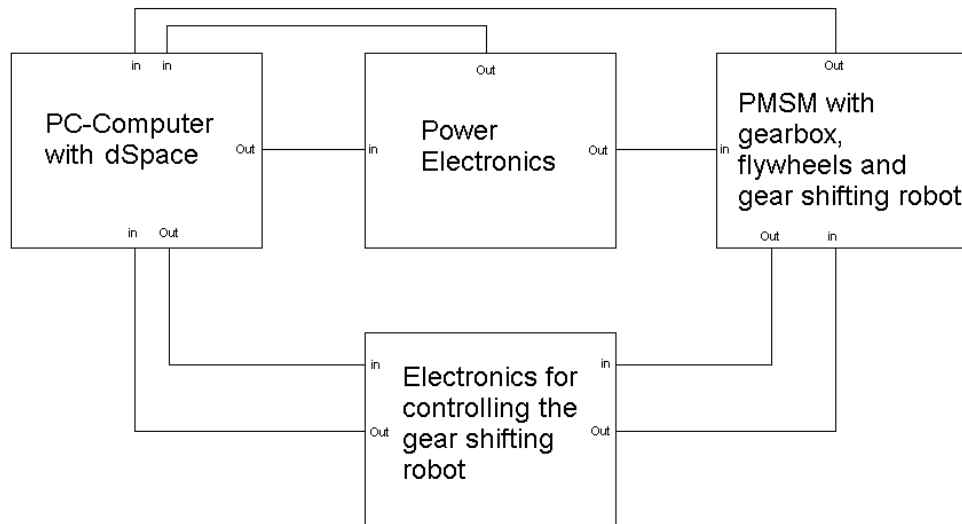 in in
PC-Computer
with dSpace
Out
in Out
Out
Power
Electronics
in
Out
Out
PMSM with
gearbox,
flywheels and
gear shifting robot
in
Out in
in
Electronics for
controlling the
gear shifting
robot
in
Out
Out